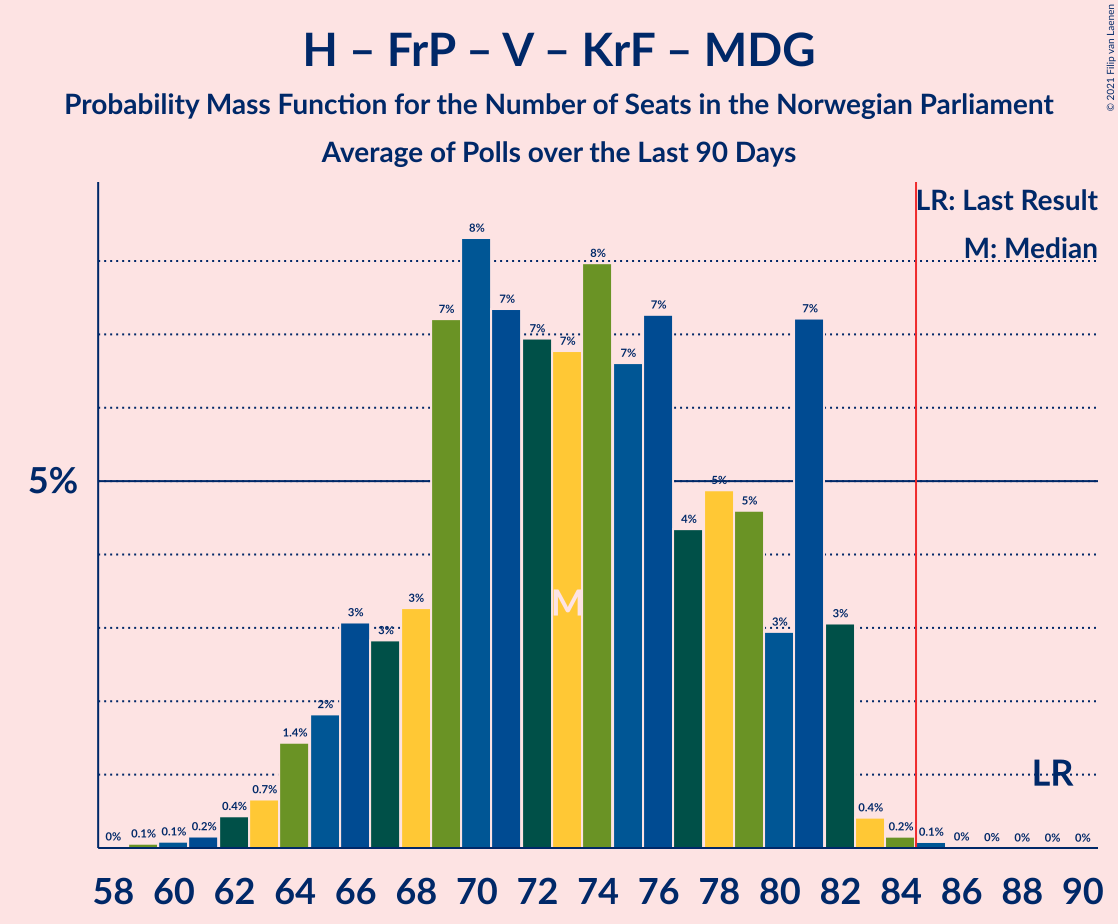 H – FrP – V – KrF – MDG
Probability Mass Function for the Number of Seats in the Norwegian Parliament
Average of Polls over the Last 90 Days
© 2021 Filip van Laenen
LR: Last Result
M: Median
5%
0% 0.1% 0.1% 0.2% 0.4% 0.7% 1.4% 2% 3% 3% 3% 7% 8% 7% 7% 7% 8% 7% 7% 4% 5% 5% 3% 7% 3% 0.4% 0.2% 0.1% 0% 0% 0% 0% 0%
M
LR
58 60 62 64 66 68 70 72 74 76 78 80 82 84 86 88 90